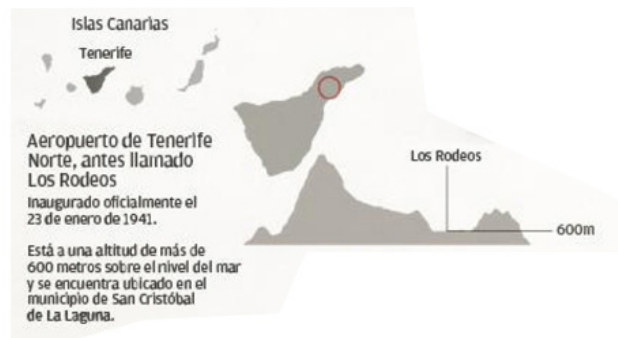 Islas Canarias
Tenerife
Aeropuerto de Tenerife
Norte, antes llamado
Los Rodeos
Inaugurado oficialmente el
23 de enero de 1941.
Está a una altitud de más de
600 metros sobre el nivel del mar
y se encuentra ubicado en el
municipio de San Cristóbal
de La Laguna.
Los Rodeos
600m